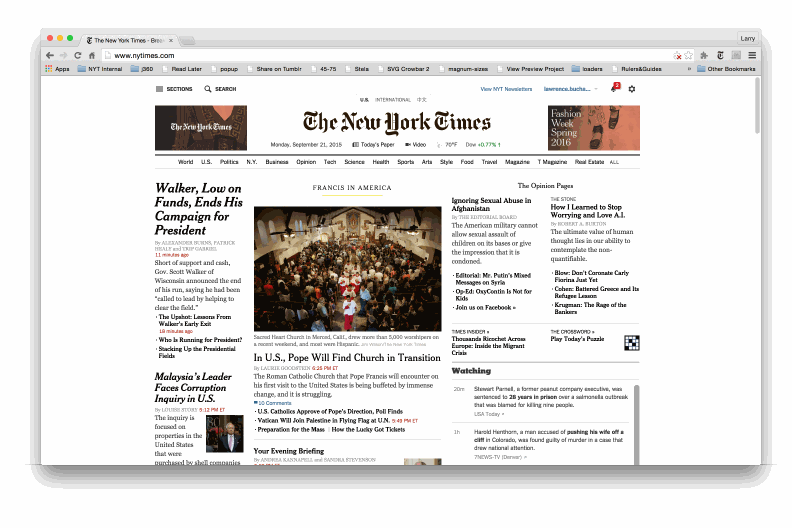 The New York Times - Brea
Larry
www.nytimes.com
Apps NYT Internal j360 Read Later popup Share on Tumblr 45-75 Stela SVG Crowbar 2 magnum-sizes View Preview Project loaders Rulers&Guides » Other Bookmarks
SECTIONS SEARCH
View NYT Newsletters lawrence.bucha... 2
U.S. INTERNATIONAL 中文
The New York Times
The New York Times
Fashion
Week
Spring
2016
Monday, September 21, 2015 Today's Paper Video 70°F Dow +0.77% ↑
World U.S. Politics N.Y. Business Opinion Tech Science Health Sports Arts Style Food Travel Magazine T Magazine Real Estate ALL
Walker, Low on
Funds, Ends His
Campaign for
President
By ALEXANDER BURNS, PATRICK
HEALY and TRIP GABRIEL
11 minutes ago
Short of support and cash,
Gov. Scott Walker of
Wisconsin announced the end
of his run, saying he had been
“called to lead by helping to
clear the field.”
· The Upshot: Lessons From
Walker's Early Exit
18 minutes ago
· Who Is Running for President?
· Stacking Up the Presidential
Fields
Malaysia's Leader
Faces Corruption
Inquiry in U.S.
By LOUISE STORY 5:12 PM ET
The inquiry is
focused on
properties in the
United States
that were
purchased by shell companies
FRANCIS IN AMERICA
Sacred Heart Church in Merced, Calif., drew more than 5,000 worshipers on
a recent weekend, and most were Hispanic. Jim Wilson/The New York Times
In U.S., Pope Will Find Church in Transition
By LAURIE GOODSTEIN 6:25 PM ET
The Roman Catholic Church that Pope Francis will encounter on
his first visit to the United States is being buffeted by immense
change, and it is struggling.
10 Comments
· U.S. Catholics Approve of Pope's Direction, Poll Finds
· Vatican Will Join Palestine in Flying Flag at U.N. 5:49 PM ET
· Preparation for the Mass | How the Lucky Got Tickets
Your Evening Briefing
By ANDREA KANNAPELL and SANDRA STEVENSON
The Opinion Pages
Ignoring Sexual Abuse in
Afghanistan
By THE EDITORIAL BOARD
The American military cannot
allow sexual assault of
children on its bases or give
the impression that it is
condoned.
· Editorial: Mr. Putin's Mixed
Messages on Syria
· Op-Ed: OxyContin Is Not for
Kids
· Join us on Facebook »
THE STONE
How I Learned to Stop
Worrying and Love A.I.
By ROBERT A. BURTON
The ultimate value of human
thought lies in our ability to
contemplate the non-
quantifiable.
· Blow: Don't Coronate Carly
Fiorina Just Yet
· Cohen: Battered Greece and Its
Refugee Lesson
· Krugman: The Rage of the
Bankers
TIMES INSIDER »
Thousands Ricochet Across
Europe: Inside the Migrant
Crisis
THE CROSSWORD »
Play Today's Puzzle
Watching
20m Stewart Parnell, a former peanut company executive, was
sentenced to 28 years in prison over a salmonella outbreak
that was blamed for killing nine people.
USA Today
1h Harold Henthorn, a man accused of pushing his wife off a
cliff in Colorado, was found guilty of murder in a case that
drew national attention.
7NEWS-TV (Denver)